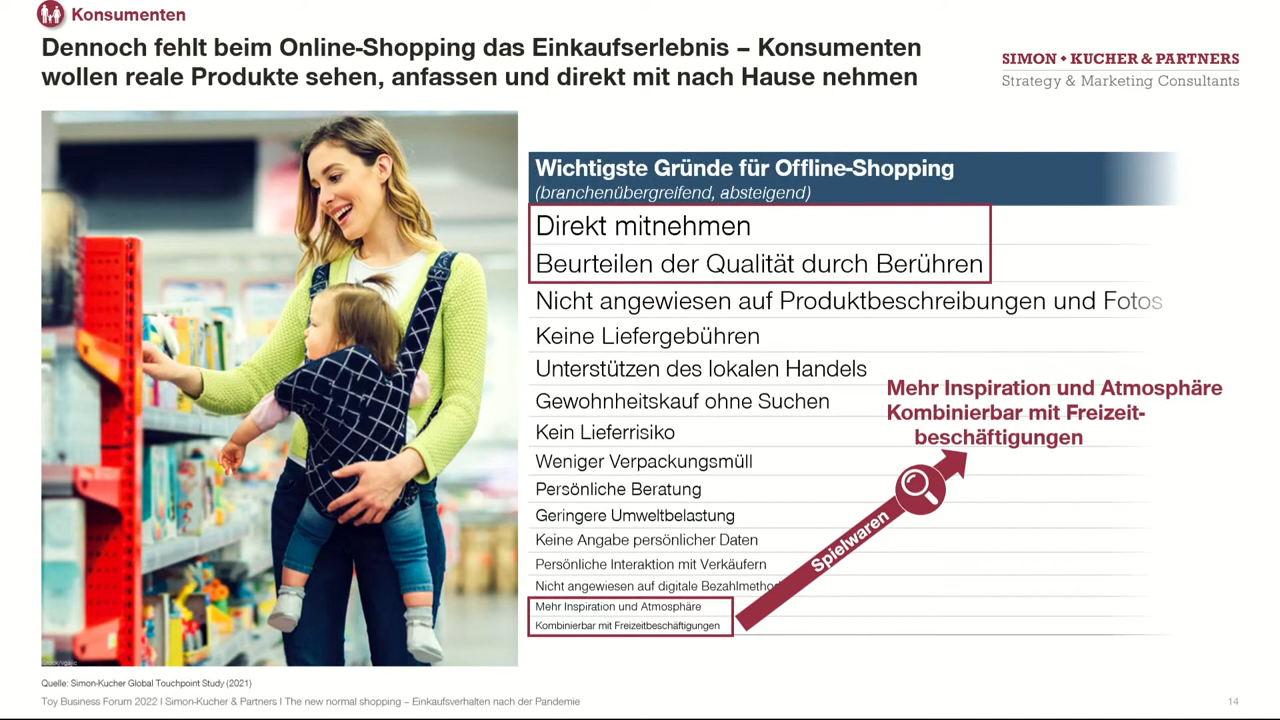 Konsumenten
Dennoch fehlt beim Online-Shopping das Einkaufserlebnis – Konsumenten
wollen reale Produkte sehen, anfassen und direkt mit nach Hause nehmen
SIMON • KUCHER & PARTNERS
Strategy & Marketing Consultants
Wichtigste Gründe für Offline-Shopping
(branchenübergreifend, absteigend)
Direkt mitnehmen
Beurteilen der Qualität durch Berühren
Nicht angewiesen auf Produktbeschreibungen und Fotos
Keine Liefergebühren
Unterstützen des lokalen Handels
Gewohnheitskauf ohne Suchen
Kein Lieferrisiko
Weniger Verpackungsmüll
Persönliche Beratung
Geringere Umweltbelastung
Keine Angabe persönlicher Daten
Persönliche Interaktion mit Verkäufern
Nicht angewiesen auf digitale
Mehr Inspiration und Atmosphäre
Kombinierbar mit Freizeitbeschäftigungen
Mehr Inspiration und Atmosphäre
Kombinierbar mit Freizeit-
beschäftigungen
Spielwaren
Quelle: Simon-Kucher Global Touchpoint Study (2021)
Toy Business Forum 2022 I Simon-Kucher & Partners I The new normal shopping – Einkaufsverhalten nach der Pandemie
14